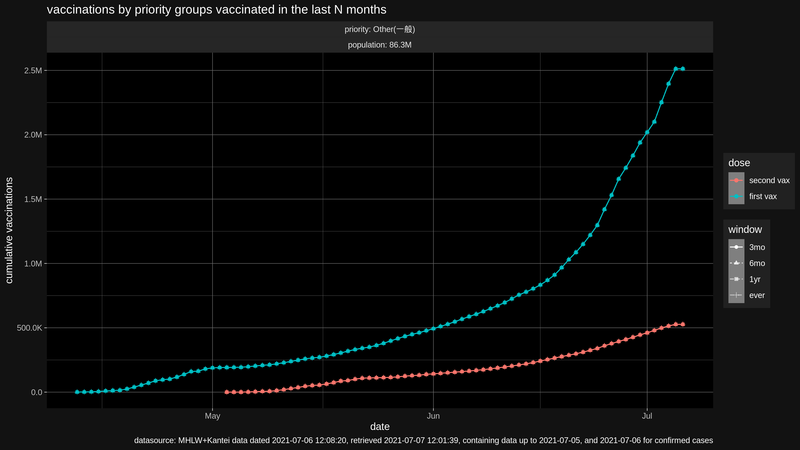 vaccinations by priority groups vaccinated in the last N months
priority: Other(一般)
population: 86.3M
2.5M
2.0M
1.5M
1.0M
500.0K
0.0
cumulative vaccinations
May
Jun
Jul
date
dose
second vax
first vax
window
3mo
6mo
1yr
ever
datasource: MHLW+Kantei data dated 2021-07-06 12:08:20, retrieved 2021-07-07 12:01:39, containing data up to 2021-07-05, and 2021-07-06 for confirmed cases